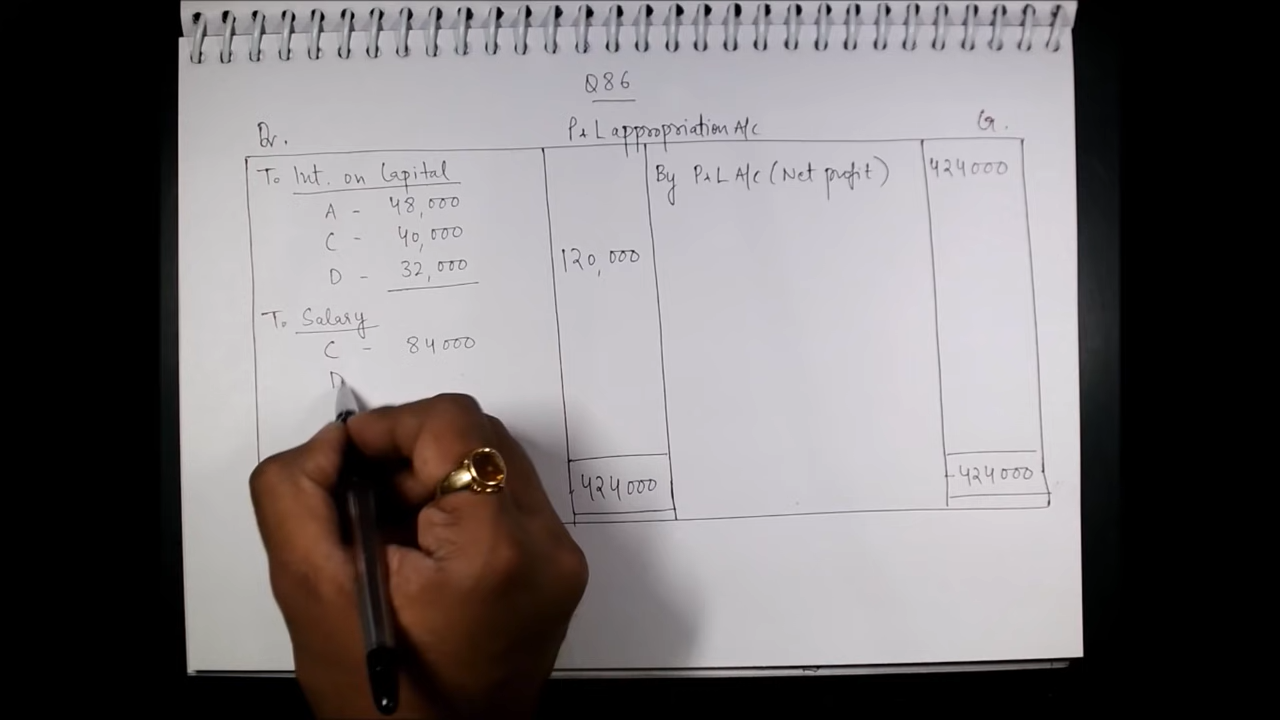 Q86
Dr. P & L appropriation A/c Cr.
To Int. on Capital
A - 48,000
C - 40,000
D - 32,000
120,000
To Salary
C - 84000
D
424000
By P & L A/c (Net profit) 424000
424000